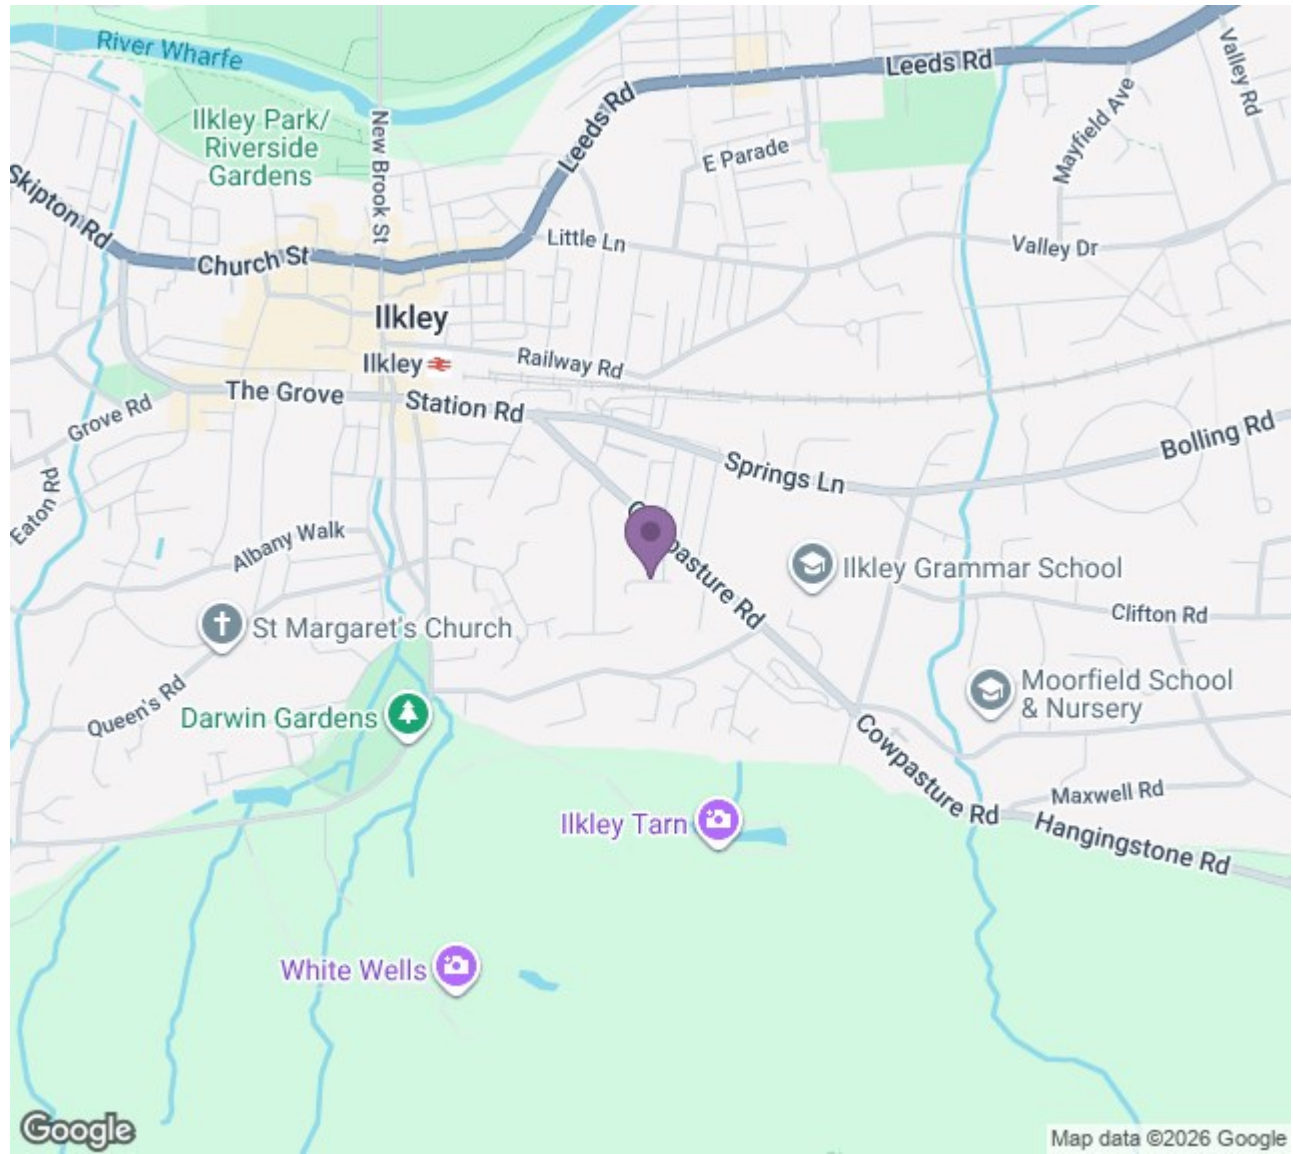 River Wharfe
Ilkley Park/
Riverside
Gardens
New Brook St
Leeds Rd
Leeds Rd
Valley Rd
Mayfield Ave
E Parade
Skipton Rd
Church St
Little Ln
Valley Dr
Ilkley
Ilkley
Railway Rd
The Grove
Station Rd
Grove Rd
Bolling Rd
Springs Ln
Eaton Rd
Albany Walk
Cowpasture Rd
Ilkley Grammar School
St Margaret's Church
Clifton Rd
Queen's Rd
Darwin Gardens
Moorfield School
& Nursery
Cowpasture Rd
Maxwell Rd
Ilkley Tarn
Hangingstone Rd
White Wells
Google
Map data ©2026 Google